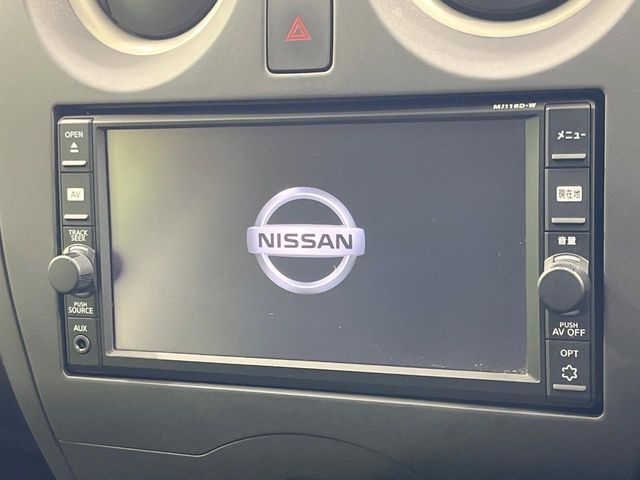 MJ116D-W
OPEN
AV
TRACK
SEEK
PUSH
SOURCE
AUX
NISSAN
メニュー
現在地
音量
PUSH
AV OFF
OPT